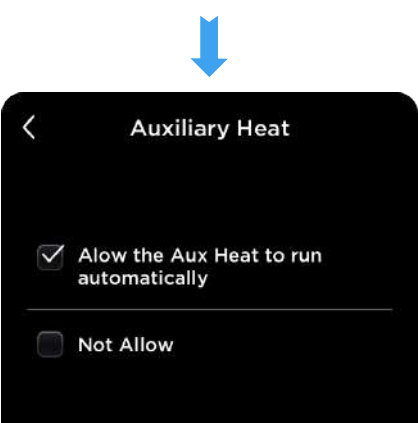 Auxiliary Heat
Alow the Aux Heat to run
automatically
Not Allow